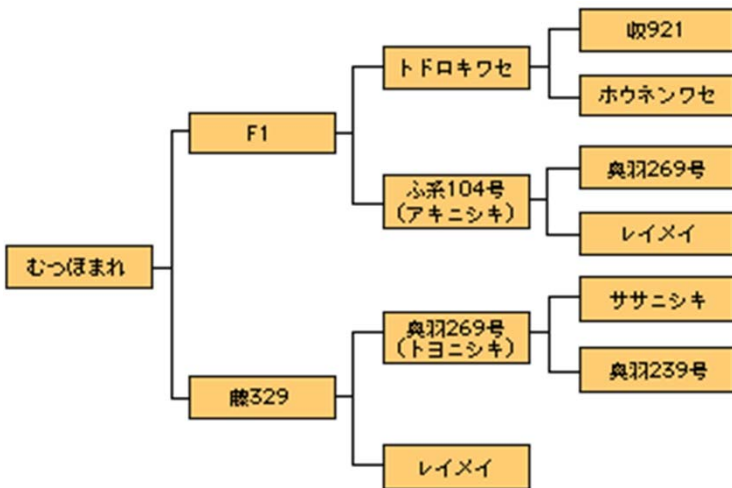 収921
トドロキワセ
ホウネンワセ
F1
奥羽269号
ふ系104号
(アキニシキ)
レイメイ
むつほまれ
ササニシキ
奥羽269号
(トヨニシキ)
奥羽239号
藤329
レイメイ